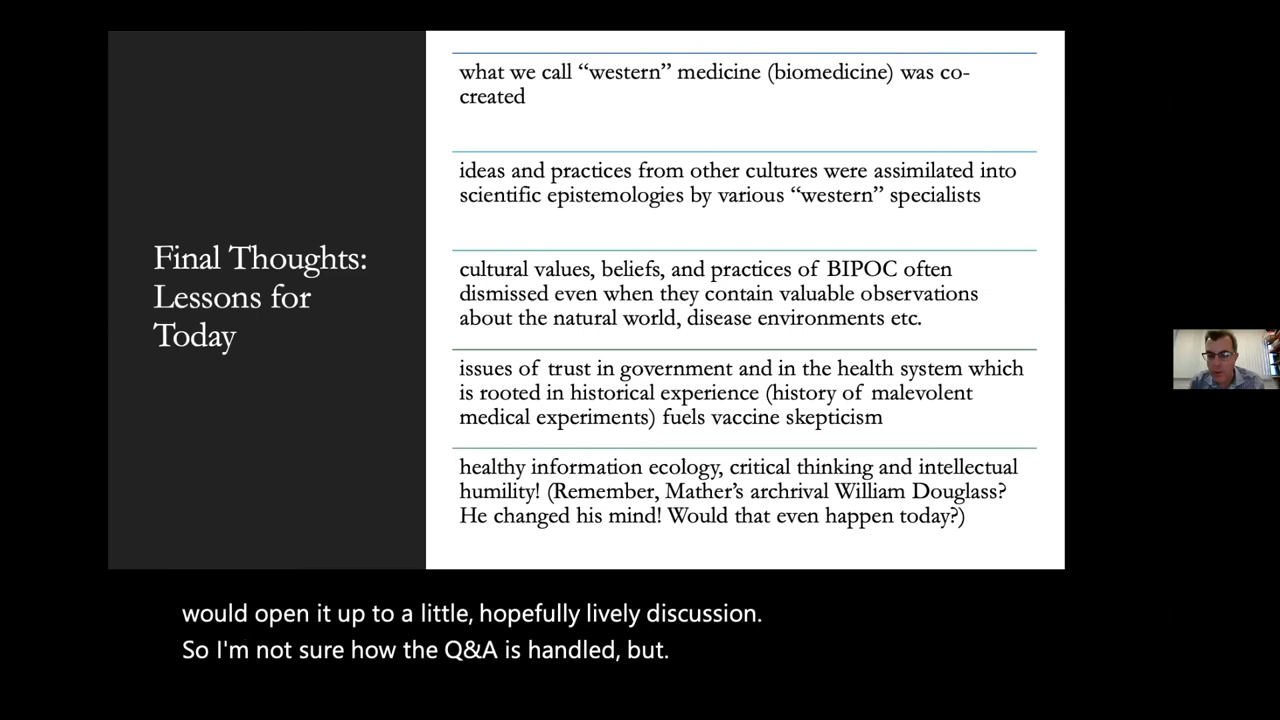 Final Thoughts:
Lessons for
Today
what we call “western” medicine (biomedicine) was co-
created
ideas and practices from other cultures were assimilated into
scientific epistemologies by various “western” specialists
cultural values, beliefs, and practices of BIPOC often
dismissed even when they contain valuable observations
about the natural world, disease environments etc.
issues of trust in government and in the health system which
is rooted in historical experience (history of malevolent
medical experiments) fuels vaccine skepticism
healthy information ecology, critical thinking and intellectual
humility! (Remember, Mather’s archrival William Douglass?
He changed his mind! Would that even happen today?)
would open it up to a little, hopefully lively discussion.
So I'm not sure how the Q&A is handled, but.